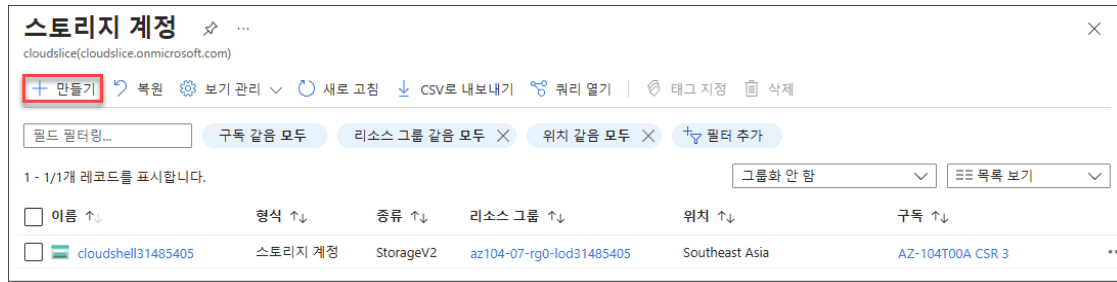 스토리지 계정 ···
cloudslice(cloudslice.onmicrosoft.com)
만들기 복원 보기 관리 새로 고침 CSV로 내보내기 쿼리 열기 태그 지정 삭제
필드 필터링... 구독 같음 모두 리소스 그룹 같음 모두 위치 같음 모두 필터 추가
1 - 1/1개 레코드를 표시합니다. 그룹화 안 함 목록 보기
이름 형식 종류 리소스 그룹 위치 구독
cloudshell31485405 스토리지 계정 StorageV2 az104-07-rg0-lod31485405 Southeast Asia AZ-104T00A CSR 3